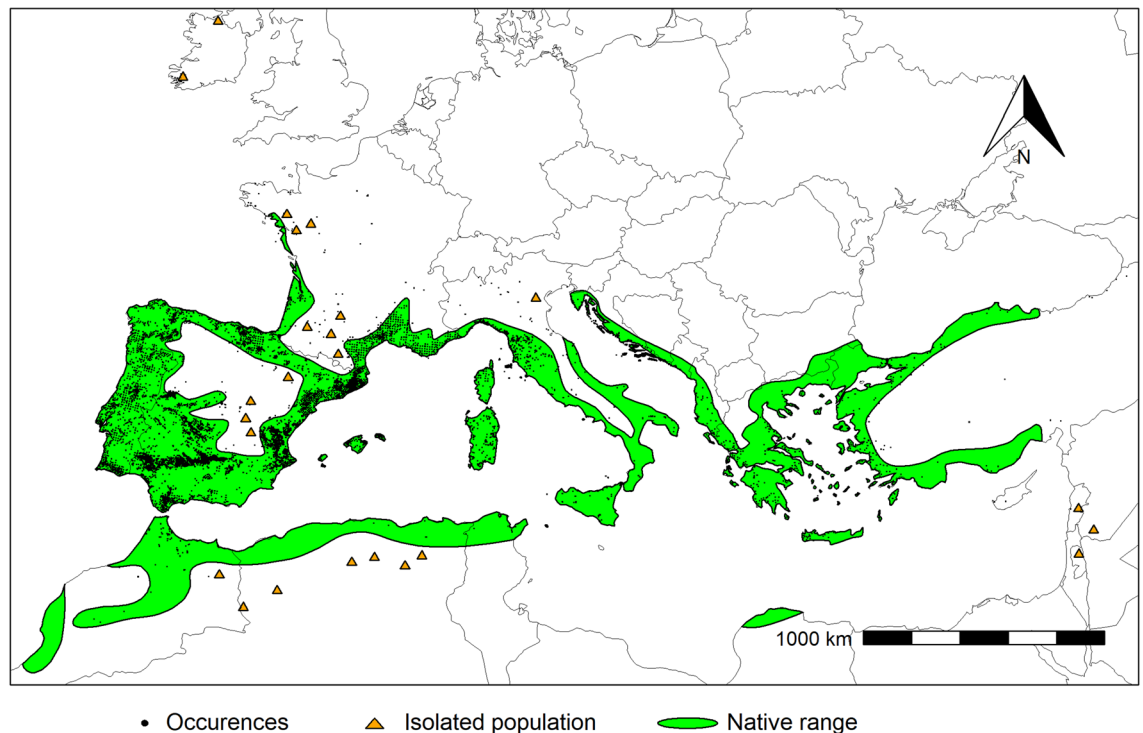 N
1000 km
Occurences
Isolated population
Native range